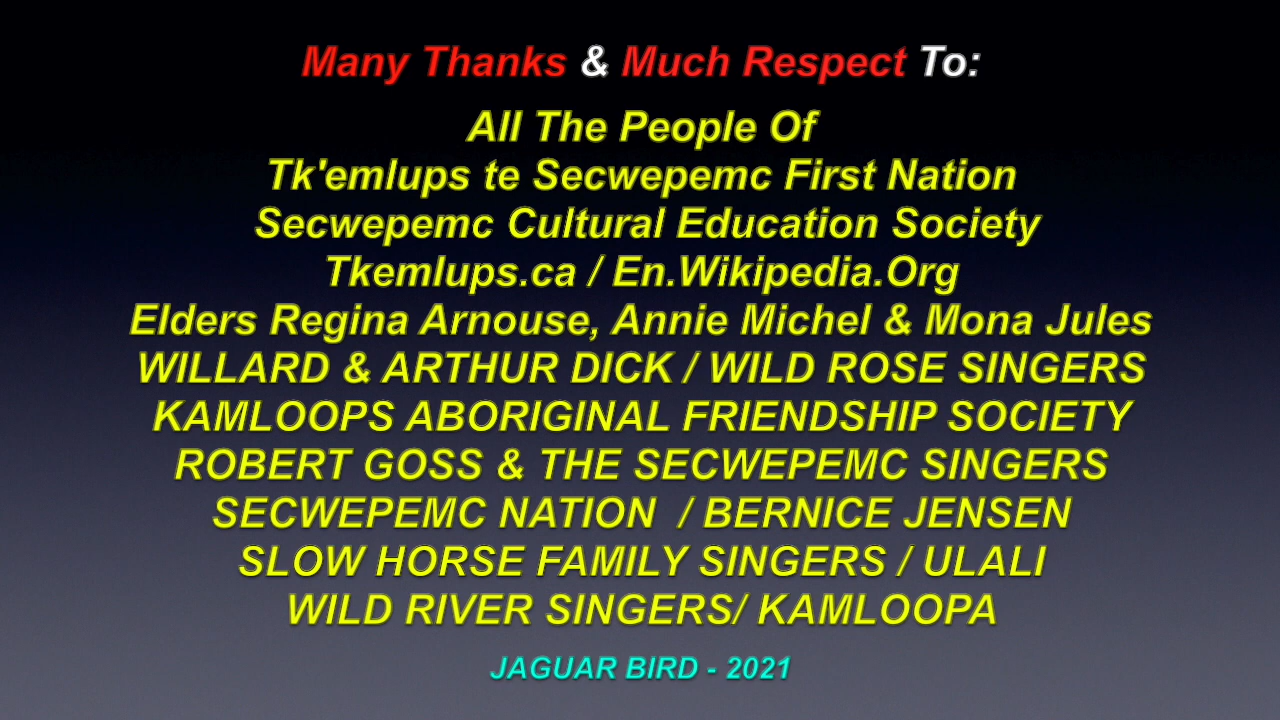 Many Thanks & Much Respect To:
All The People Of
Tk'emlups te Secwepemc First Nation
Secwepemc Cultural Education Society
Tkemlups.ca / En.Wikipedia.Org
Elders Regina Arnouse, Annie Michel & Mona Jules
WILLARD & ARTHUR DICK / WILD ROSE SINGERS
KAMLOOPS ABORIGINAL FRIENDSHIP SOCIETY
ROBERT GOSS & THE SECWEPEMC SINGERS
SECWEPEMC NATION  / BERNICE JENSEN
SLOW HORSE FAMILY SINGERS / ULALI
WILD RIVER SINGERS/ KAMLOOPA
JAGUAR BIRD - 2021